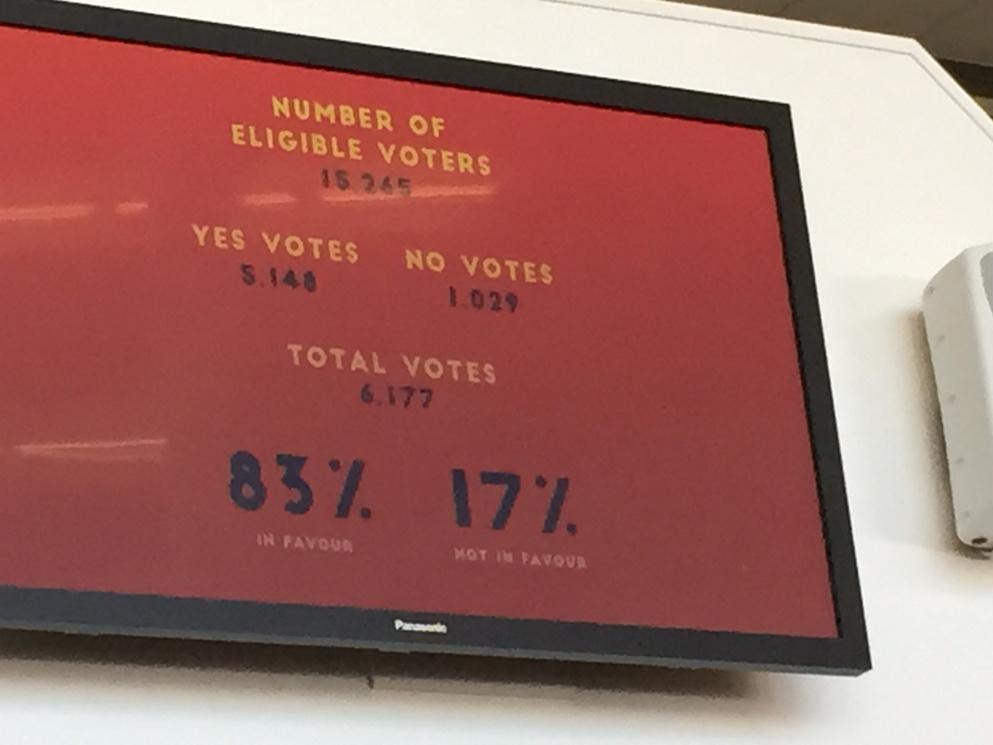 NUMBER OF
ELIGIBLE VOTERS
15.265
YES VOTES NO VOTES
5.148 1.029
TOTAL VOTES
6.177
83% 17%
IN FAVOUR NOT IN FAVOUR
Panasonic